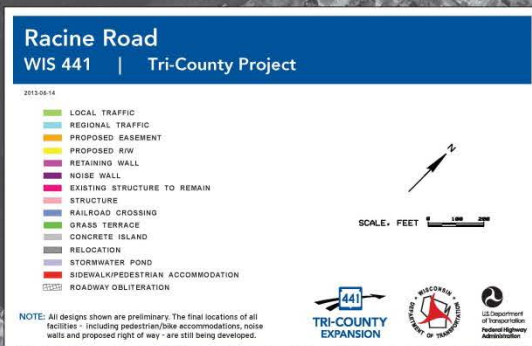 Racine Road
WIS 441 | Tri-County Project
2013-06-14
LOCAL TRAFFIC
REGIONAL TRAFFIC
PROPOSED EASEMENT
PROPOSED R/W
RETAINING WALL
NOISE WALL
EXISTING STRUCTURE TO REMAIN
STRUCTURE
RAILROAD CROSSING
GRASS TERRACE
CONCRETE ISLAND
RELOCATION
STORMWATER POND
SIDEWALK/PEDESTRIAN ACCOMMODATION
ROADWAY OBLITERATION
N
SCALE, FEET 0 100 200
NOTE: All designs shown are preliminary. The final locations of all
facilities - including pedestrian/bike accommodations, noise
walls and proposed right of way - are still being developed.
441
TRI-COUNTY
EXPANSION
WISCONSIN
DEPARTMENT OF TRANSPORTATION
U.S. Department
of Transportation
Federal Highway
Administration